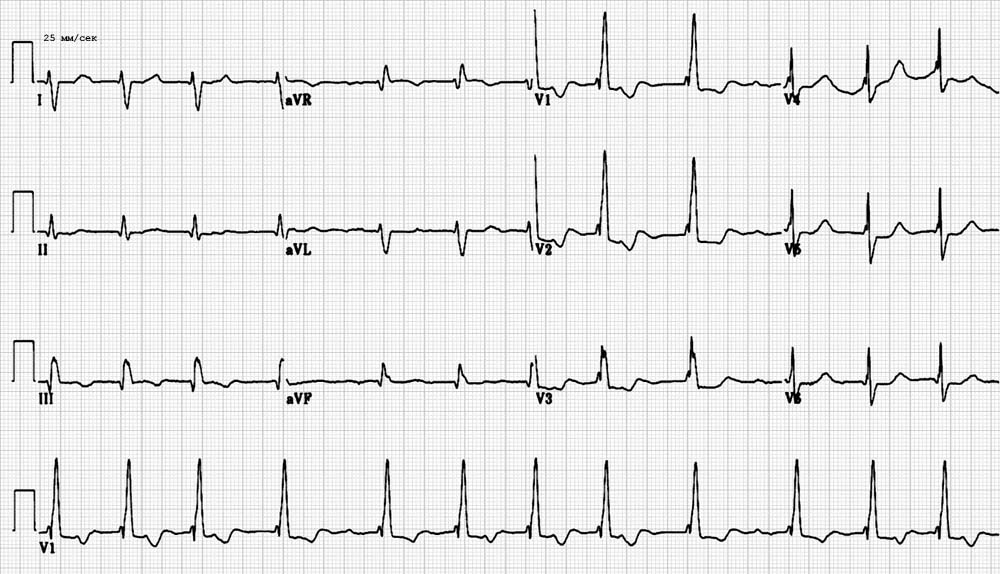 25 мм/сек
I aVR V1 V4
II aVL V2 V5
III aVF V3 V6
V1